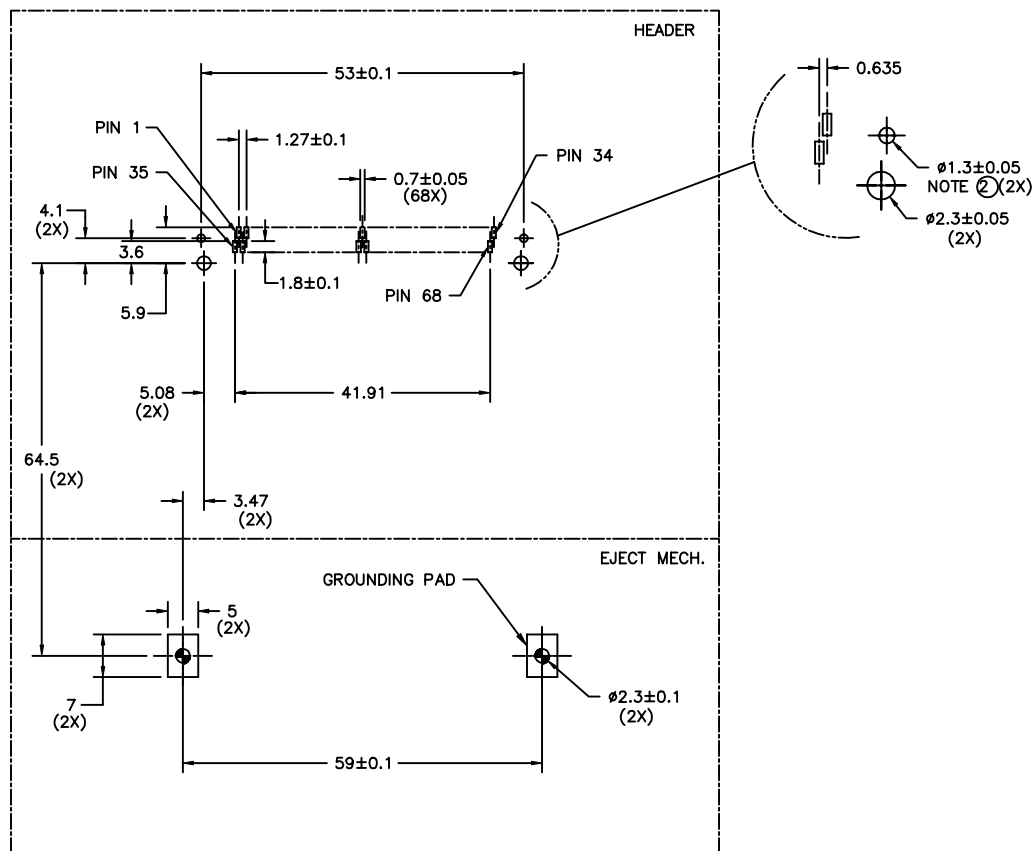 HEADER
53±0.1
0.635
PIN 1
1.27±0.1
PIN 34
PIN 35
0.7±0.05
(68X)
ø1.3±0.05
NOTE ② (2X)
4.1
(2X)
ø2.3±0.05
(2X)
3.6
1.8±0.1
PIN 68
5.9
5.08
(2X)
41.91
64.5
(2X)
3.47
(2X)
EJECT MECH.
GROUNDING PAD
5
(2X)
7
(2X)
ø2.3±0.1
(2X)
59±0.1